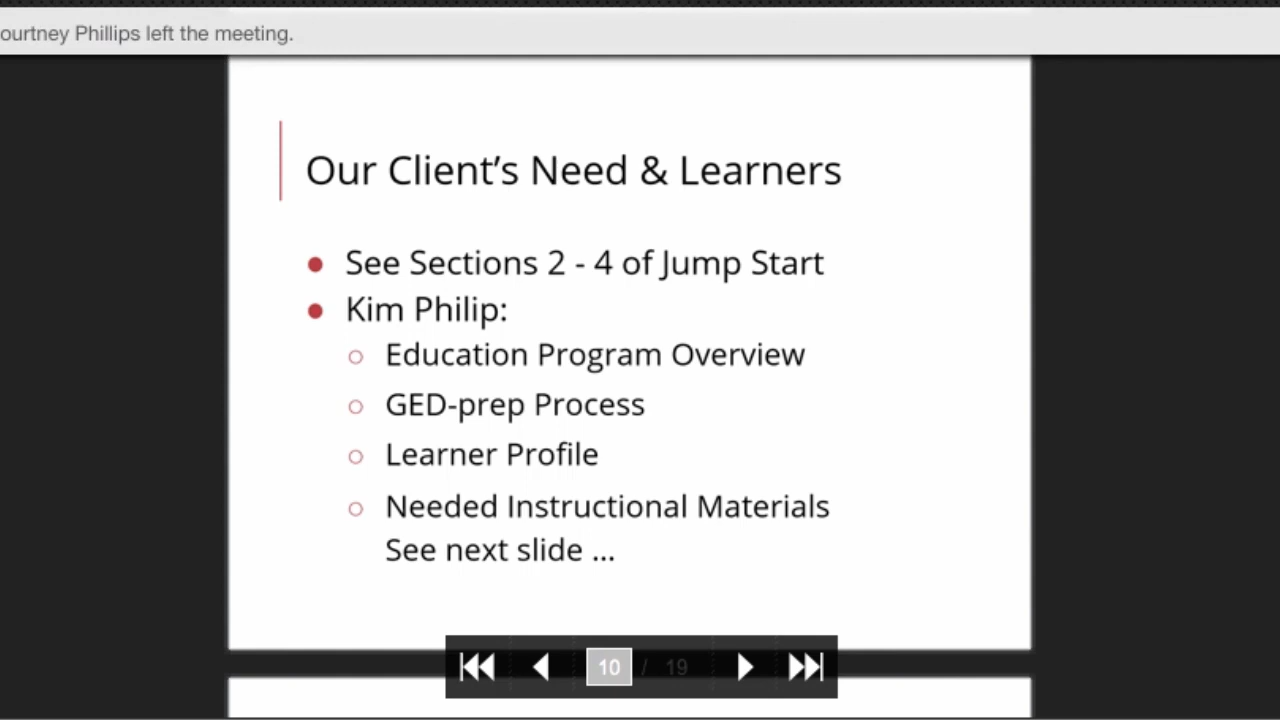 ourtney Phillips left the meeting.
Our Client’s Need & Learners
See Sections 2 - 4 of Jump Start
Kim Philip:
Education Program Overview
GED-prep Process
Learner Profile
Needed Instructional Materials
See next slide ...
10 / 19